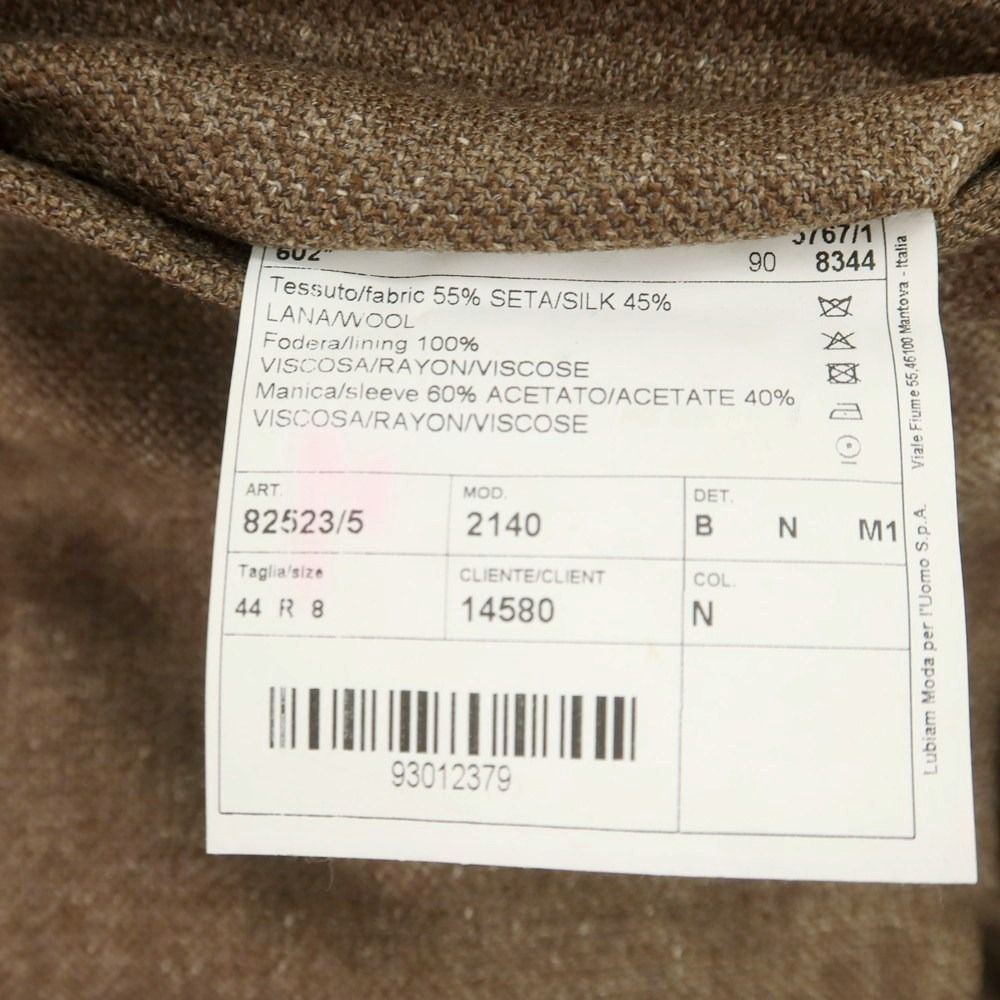 602"
90 8344
Tessuto/fabric 55% SETA/SILK 45%
LANA/WOOL
Fodera/lining 100%
VISCOSA/RAYON/VISCOSE
Manica/sleeve 60% ACETATO/ACETATE 40%
VISCOSA/RAYON/VISCOSE
ART. MOD. DET.
82523/5 2140 B N M1
Taglia/size CLIENTE/CLIENT COL.
44 R 8 14580 N
93012379
Lubiam Moda per l'Uomo S.p.A. Viale Fiume 55,46100 Mantova - Italia